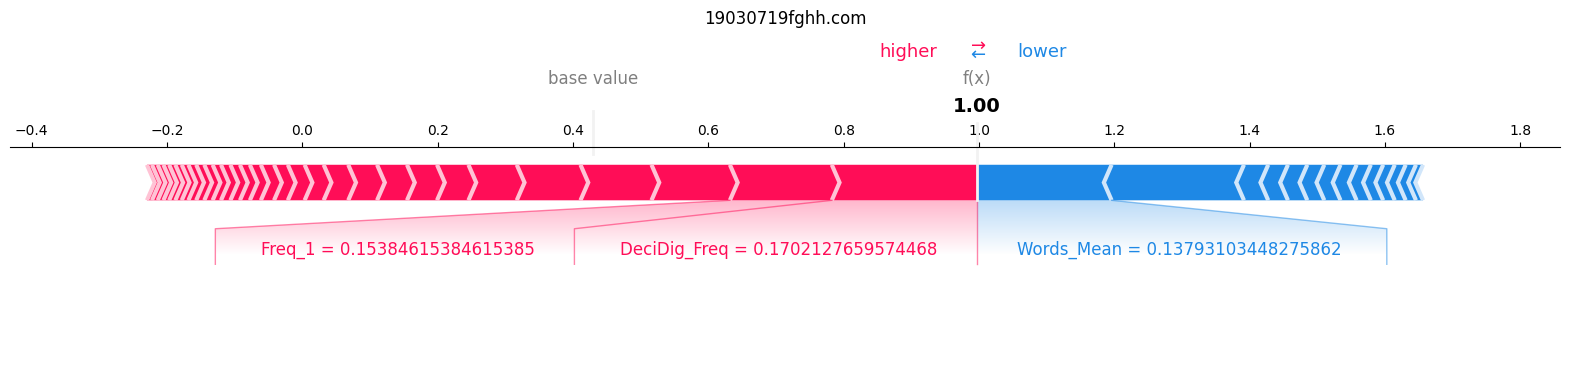 19030719fghh.com
higher → ← lower
base value f(x)
1.00
−0.4 −0.2 0.0 0.2 0.4 0.6 0.8 1.0 1.2 1.4 1.6 1.8
Freq_1 = 0.15384615384615385 DeciDig_Freq = 0.1702127659574468 Words_Mean = 0.13793103448275862